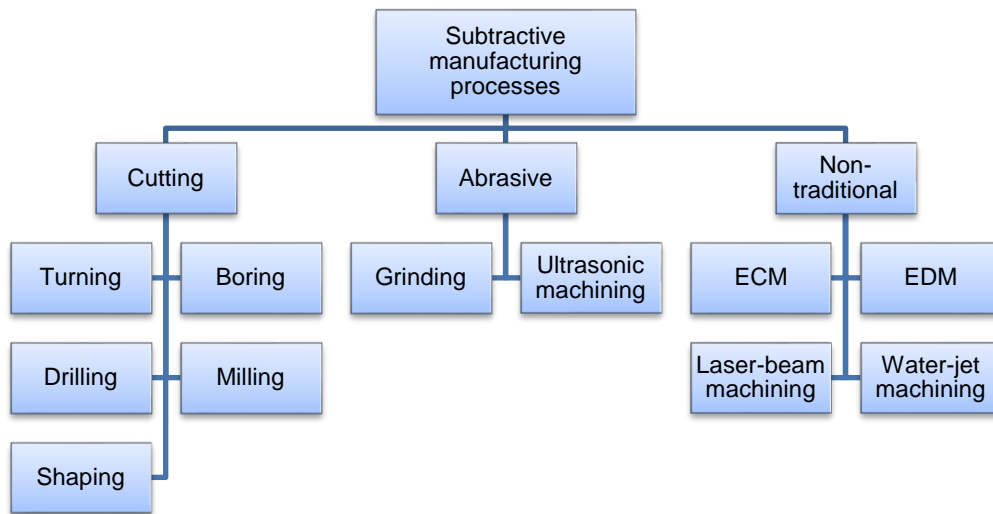 Subtractive
manufacturing
processes
Cutting
Abrasive
Non-
traditional
Turning
Boring
Grinding
Ultrasonic
machining
ECM
EDM
Drilling
Milling
Laser-beam
machining
Water-jet
machining
Shaping